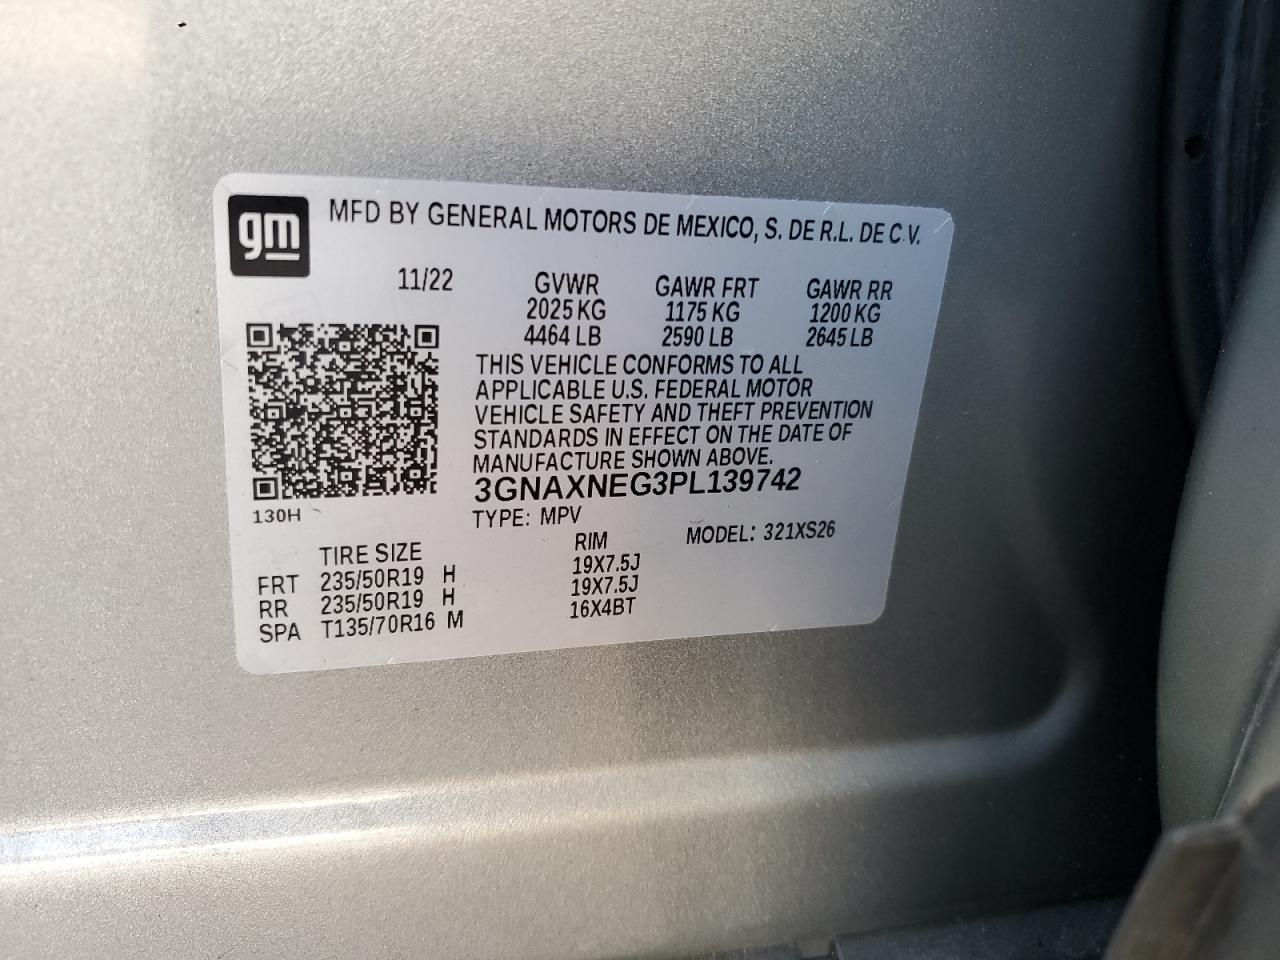 gm MFD BY GENERAL MOTORS DE MEXICO, S. DE R.L. DE C.V.
11/22 GVWR GAWR FRT GAWR RR
2025 KG 1175 KG 1200 KG
4464 LB 2590 LB 2645 LB
THIS VEHICLE CONFORMS TO ALL
APPLICABLE U.S. FEDERAL MOTOR
VEHICLE SAFETY AND THEFT PREVENTION
STANDARDS IN EFFECT ON THE DATE OF
MANUFACTURE SHOWN ABOVE.
3GNAXNEG3PL139742
130H
TYPE: MPV MODEL: 321XS26
TIRE SIZE RIM
FRT 235/50R19 H 19X7.5J
RR 235/50R19 H 19X7.5J
SPA T135/70R16 M 16X4BT